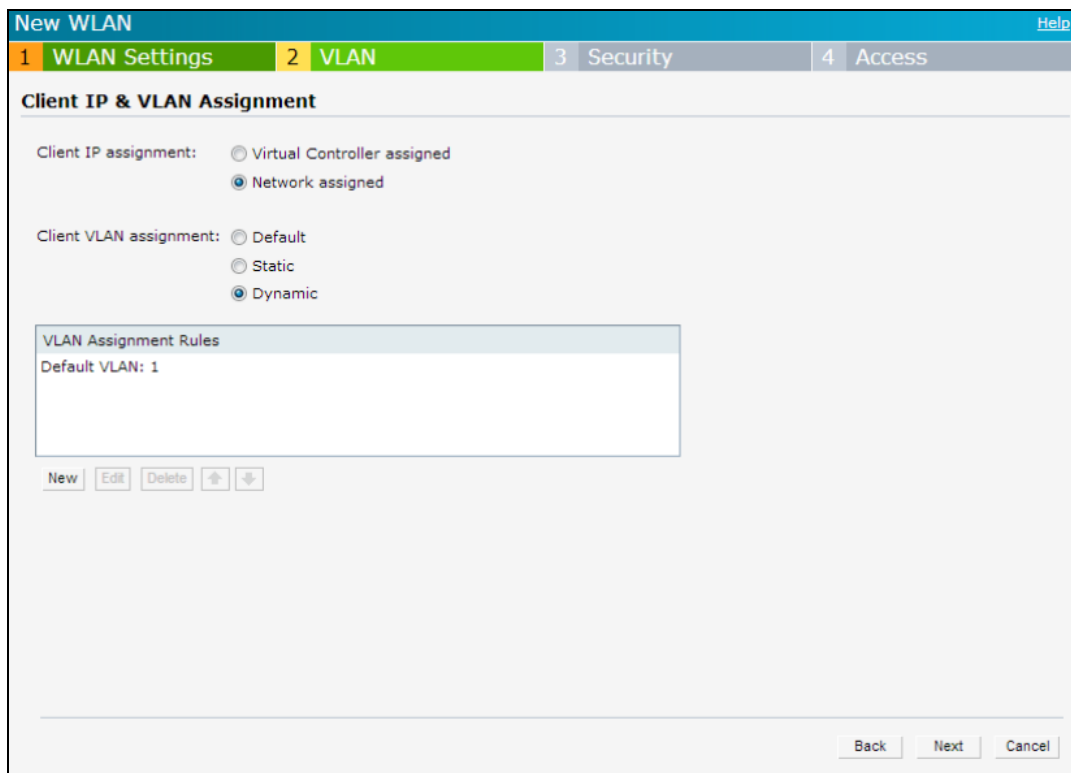 New WLAN
Help
1 WLAN Settings
2 VLAN
3 Security
4 Access
Client IP & VLAN Assignment
Client IP assignment:
Virtual Controller assigned
Network assigned
Client VLAN assignment:
Default
Static
Dynamic
VLAN Assignment Rules
Default VLAN: 1
New
Edit
Delete
Back
Next
Cancel